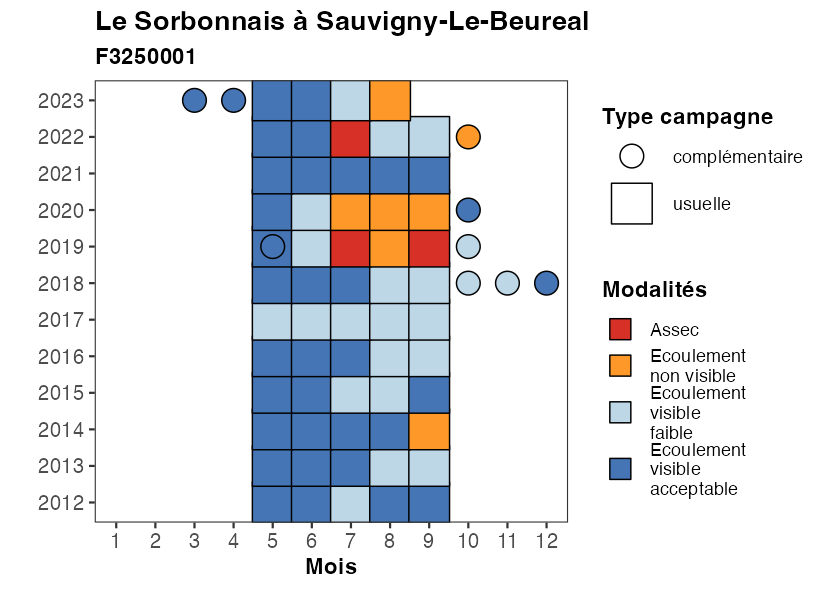 Le Sorbonnais à Sauvigny-Le-Beureal
F3250001
2023
2022
2021
2020
2019
2018
2017
2016
2015
2014
2013
2012
1 2 3 4 5 6 7 8 9 10 11 12
Mois
Type campagne
complémentaire
usuelle
Modalités
Assec
Ecoulement
non visible
Ecoulement
visible
faible
Ecoulement
visible
acceptable